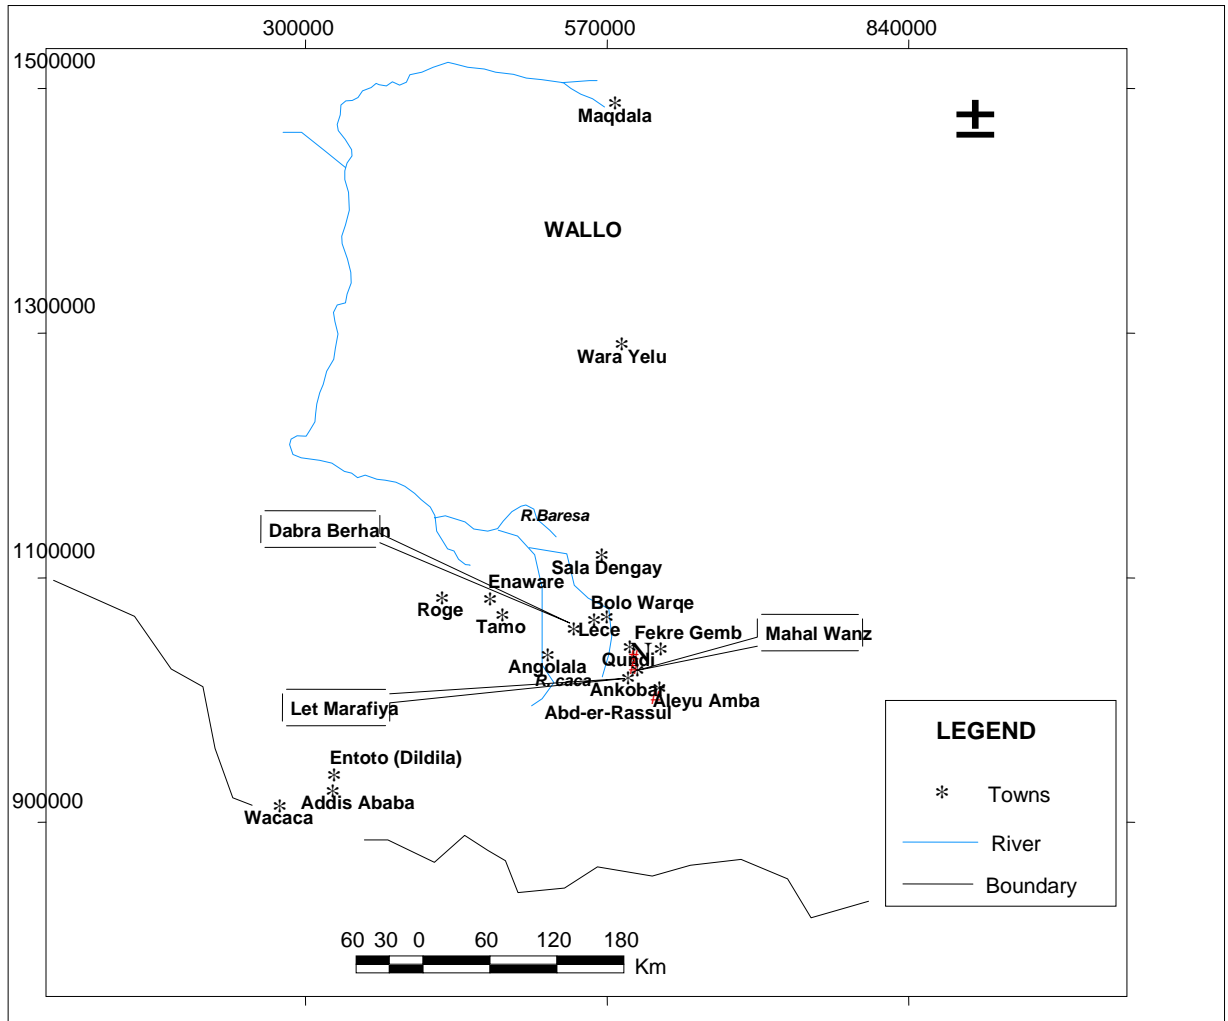 300000 570000 840000
1500000
Maqdala
±
WALLO
1300000
Wara Yelu
R.Baresa
Dabra Berhan
1100000
Sala Dengay
Enaware
Roge
Bolo Warqe
Tamo
Lece
Fekre Gemb
Mahal Wanz
N
Qundi
Angolala
R. caca
Ankobar
Let Marafiya
Aleyu Amba
Abd-er-Rassul
LEGEND
Entoto (Dildila)
Towns
900000
Addis Ababa
Wacaca
River
Boundary
60 30 0 60 120 180
Km